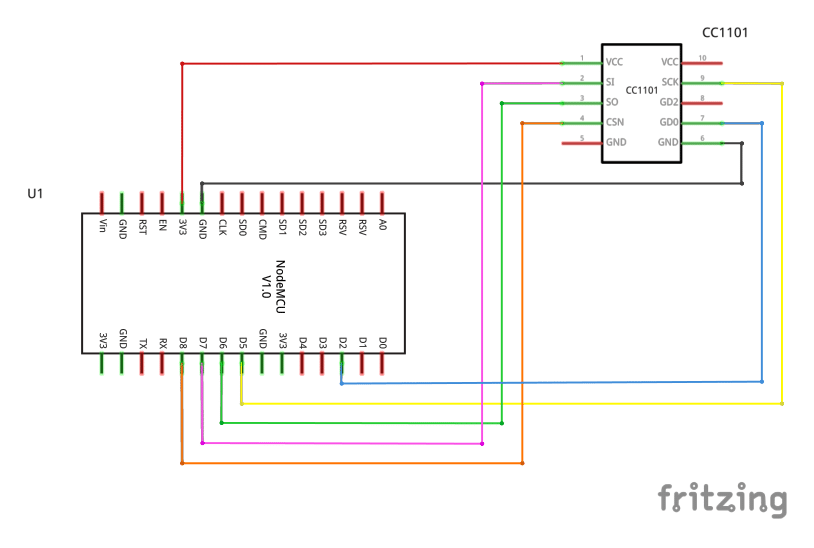 CC1101
1 VCC VCC 10
2 SI SCK 9
CC1101
3 SO GD2 8
4 CSN GD0 7
5 GND GND 6
U1
Vin GND RST EN 3V3 GND CLK SD0 CMD SD1 SD2 SD3 RSV RSV A0
NodeMCU
V1.0
3V3 GND TX RX D8 D7 D6 D5 GND 3V3 D4 D3 D2 D1 D0
fritzing